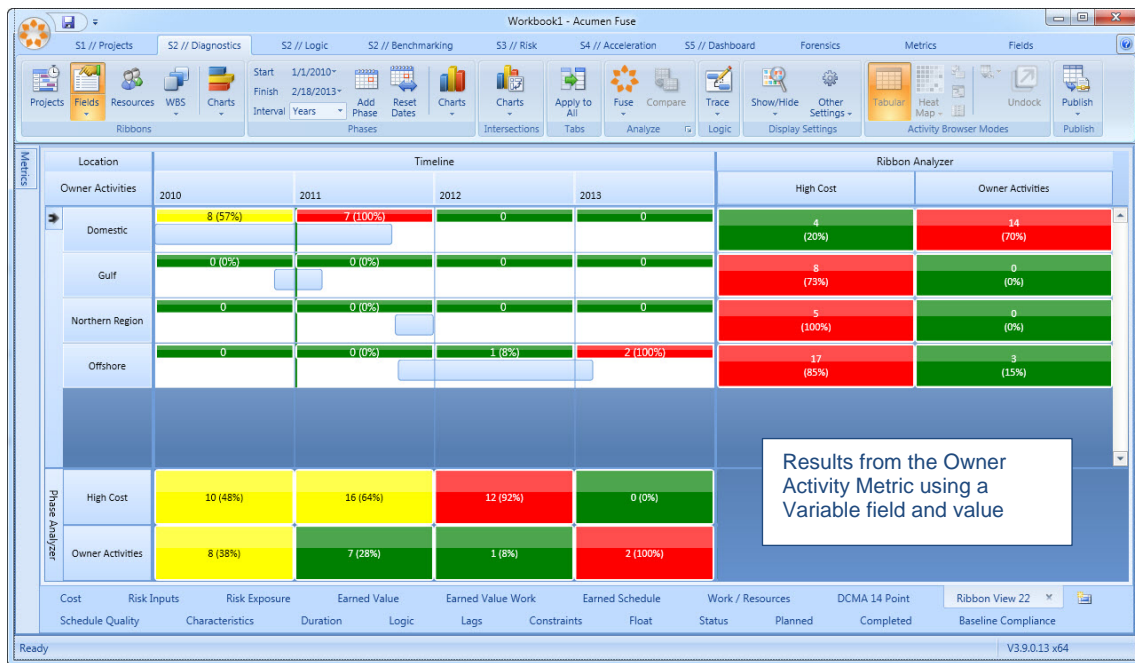 Workbook1 - Acumen Fuse
S1 // Projects S2 // Diagnostics S2 // Logic S2 // Benchmarking S3 // Risk S4 // Acceleration S5 // Dashboard Forensics Metrics Fields
Projects Fields Resources WBS Charts
Start 1/1/2010
Finish 2/18/2013
Interval Years
Add Phase Reset Dates Charts Charts Apply to All Fuse Compare Trace Show/Hide Other Settings Tabular Heat Map Undock Publish
Ribbons Phases Intersections Tabs Analyze Logic Display Settings Activity Browser Modes Publish
Metrics
Location Timeline Ribbon Analyzer
Owner Activities 2010 2011 2012 2013 High Cost Owner Activities
Domestic 8 (57%) 7 (100%) 0 0 4 (20%) 14 (70%)
Gulf 0 (0%) 0 (0%) 0 0 8 (73%) 0 (0%)
Northern Region 0 0 (0%) 0 0 5 (100%) 0 (0%)
Offshore 0 0 (0%) 1 (8%) 2 (100%) 17 (85%) 3 (15%)
Results from the Owner
Activity Metric using a
Variable field and value
Phase Analyzer
High Cost 10 (48%) 16 (64%) 12 (92%) 0 (0%)
Owner Activities 8 (38%) 7 (28%) 1 (8%) 2 (100%)
Cost Risk Inputs Risk Exposure Earned Value Earned Value Work Earned Schedule Work / Resources DCMA 14 Point Ribbon View 22
Schedule Quality Characteristics Duration Logic Lags Constraints Float Status Planned Completed Baseline Compliance
Ready V3.9.0.13 x64